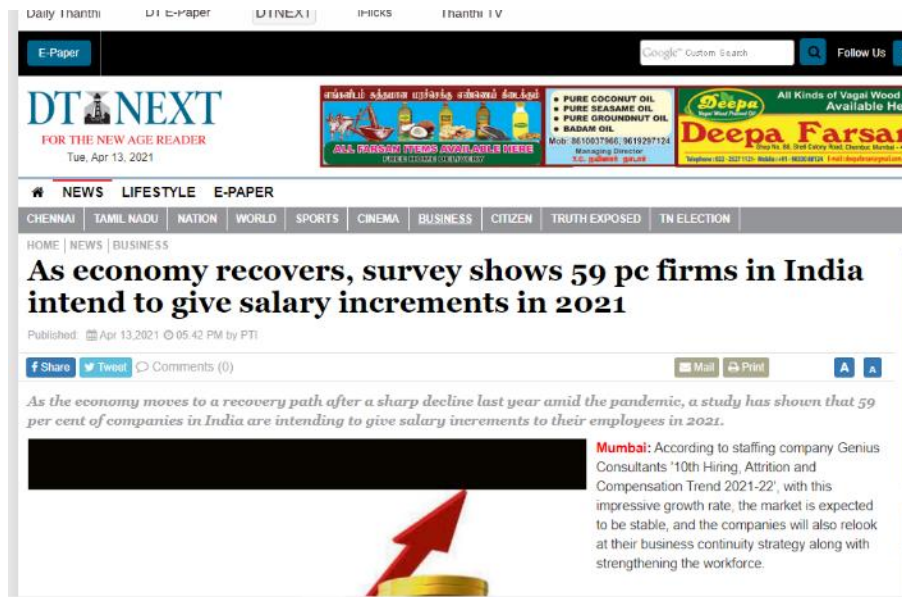 Daily Thanthi DT E-Paper DTNEXT iFlicks Thanthi TV
E-Paper Google™ Custom Search Follow Us
DT NEXT
FOR THE NEW AGE READER
Tue, Apr 13, 2021
• PURE COCONUT OIL
• PURE SEASAME OIL
• PURE GROUNDNUT OIL
• BADAM OIL
Mob: 8610037966, 9619297124
Managing Director
ALL FARSAN ITEMS AVAILABLE HERE
FREE HOME DELIVERY
Deepa
All Kinds of Vagai Wood
Available He
Deepa Farsan
NEWS LIFESTYLE E-PAPER
CHENNAI TAMIL NADU NATION WORLD SPORTS CINEMA BUSINESS CITIZEN TRUTH EXPOSED TN ELECTION
HOME | NEWS | BUSINESS
As economy recovers, survey shows 59 pc firms in India
intend to give salary increments in 2021
Published: Apr 13,2021 05:42 PM by PTI
Share Tweet Comments (0) Mail Print A A
As the economy moves to a recovery path after a sharp decline last year amid the pandemic, a study has shown that 59
per cent of companies in India are intending to give salary increments to their employees in 2021.
Mumbai: According to staffing company Genius
Consultants '10th Hiring, Attrition and
Compensation Trend 2021-22', with this
impressive growth rate, the market is expected
to be stable, and the companies will also relook
at their business continuity strategy along with
strengthening the workforce.